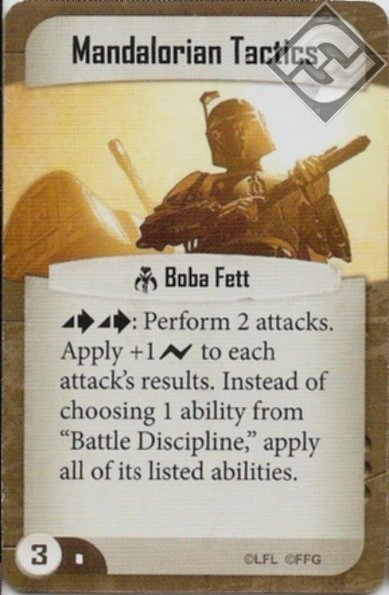 Mandalorian Tactics
Boba Fett
: Perform 2 attacks.
Apply +1 to each
attack's results. Instead of
choosing 1 ability from
“Battle Discipline,” apply
all of its listed abilities.
3
©LFL ©FFG